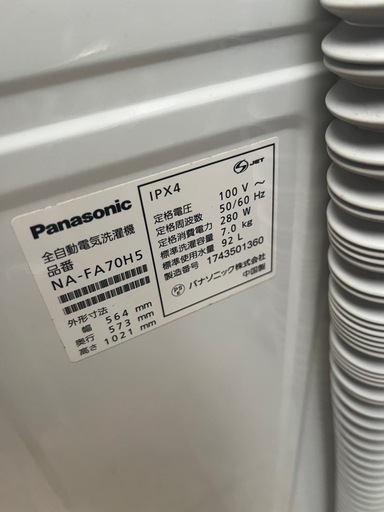 Panasonic
全自動電気洗濯機
品番
NA-FA70H5
外形寸法:
幅 564 mm
奥行 573 mm
高さ 1021 mm
IPX4
JET
定格電圧 100 V ～
定格周波数 50/60 Hz
定格消費電力 280 W
標準洗濯容量 7.0 kg
標準使用水量 92 L
製造番号 1743501360
パナソニック株式会社
中国製